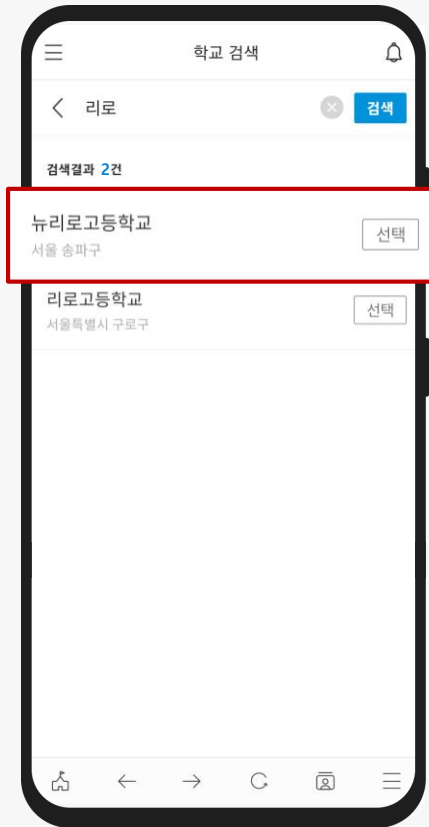 학교 검색
리로
검색
검색결과 2건
뉴리로고등학교
선택
서울 송파구
리로고등학교
선택
서울특별시 구로구